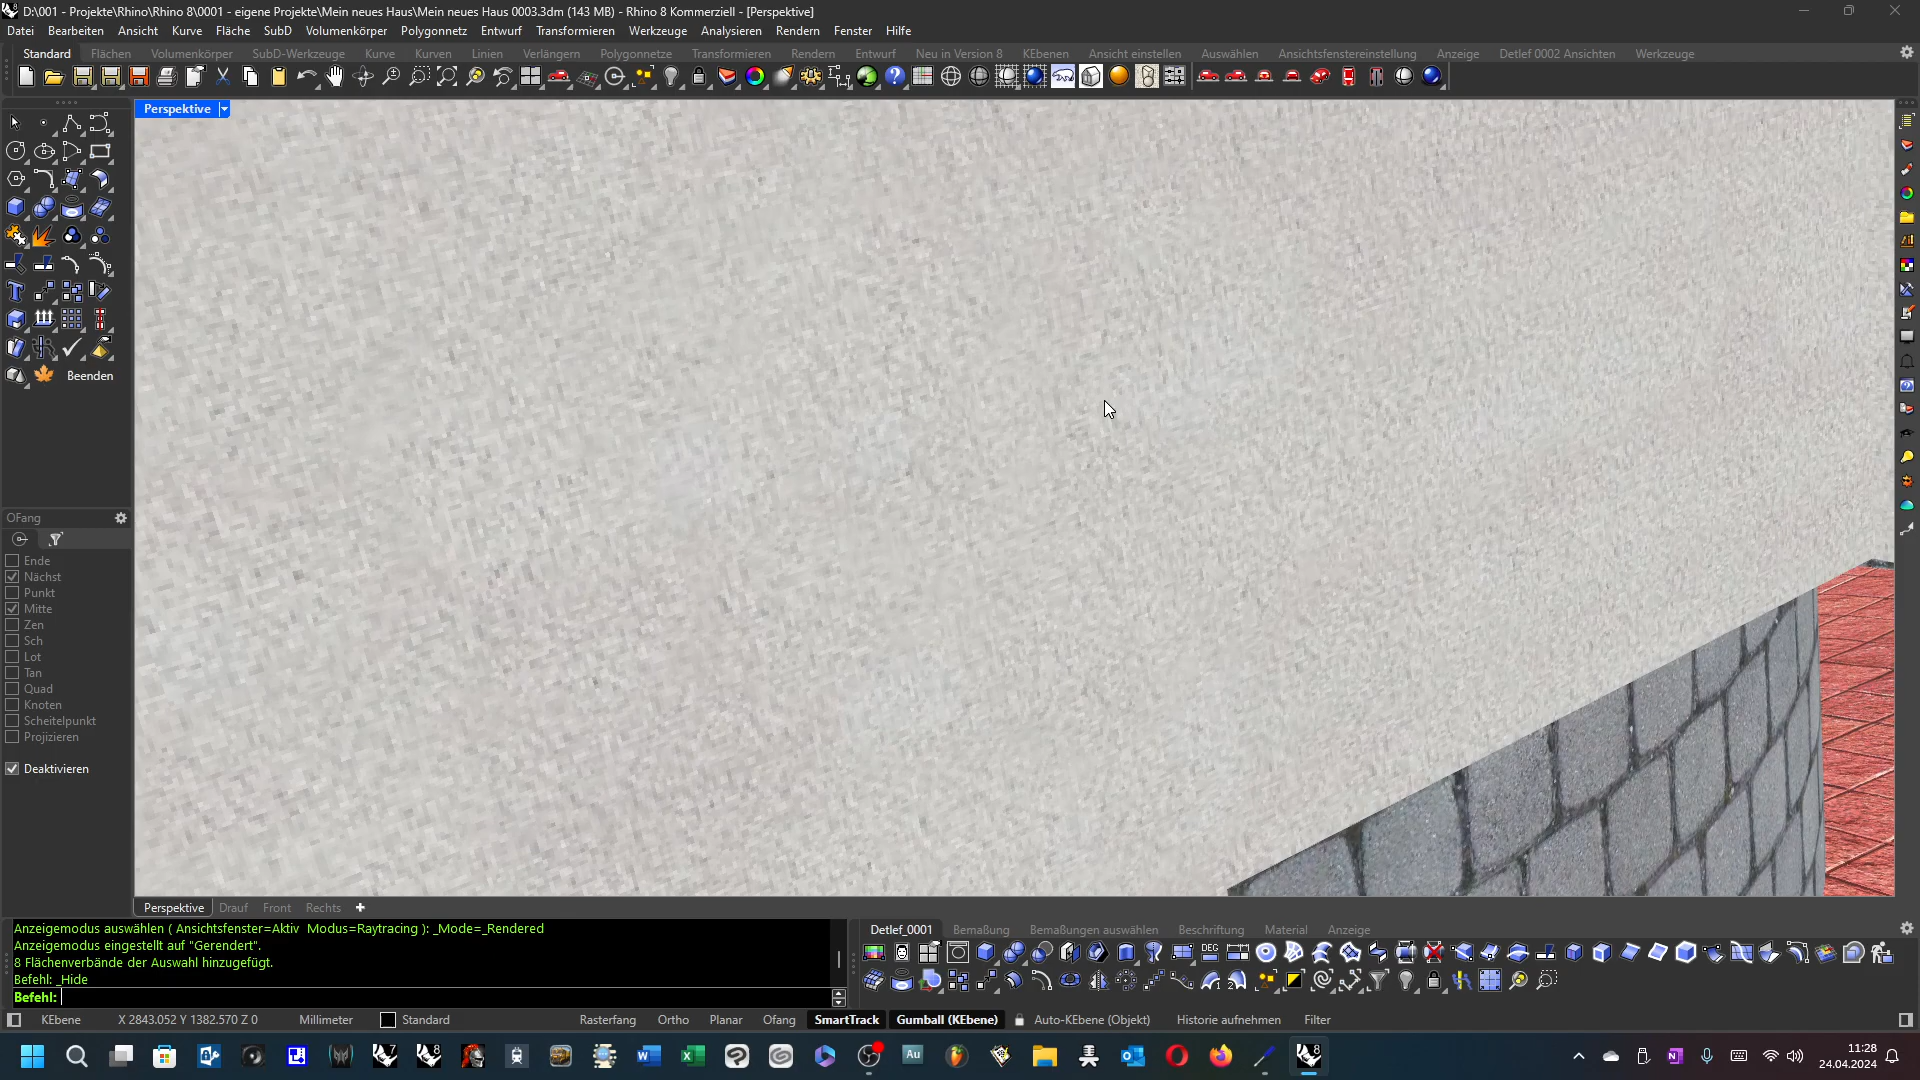 D:\001 - Projekte\Rhino\Rhino 8\0001 - eigene Projekte\Mein neues Haus\Mein neues Haus 0003.3dm (143 MB) - Rhino 8 Kommerziell - [Perspektive]
Datei Bearbeiten Ansicht Kurve Fläche SubD Volumenkörper Polygonnetz Entwurf Transformieren Werkzeuge Analysieren Rendern Fenster Hilfe
Standard Flächen Volumenkörper SubD-Werkzeuge Kurve Kurven Linien Verlängern Polygonnetze Transformieren Rendern Entwurf Neu in Version 8 KEbenen Ansicht einstellen Auswählen Ansichtsfenstereinstellung Anzeige Detlef 0002 Ansichten Werkzeuge
Perspektive
Beenden
OFang
Ende
Nächst
Punkt
Mitte
Zen
Sch
Lot
Tan
Quad
Knoten
Scheitelpunkt
Projizieren
Deaktivieren
Perspektive Drauf Front Rechts
Anzeigemodus auswählen ( Ansichtsfenster=Aktiv Modus=Raytracing ): _Mode=_Rendered
Anzeigemodus eingestellt auf "Gerendert".
8 Flächenverbände der Auswahl hinzugefügt.
Befehl: _Hide
Befehl:
Detlef_0001 Bemaßung Bemaßungen auswählen Beschriftung Material Anzeige
DEG
KEbene X 2843.052 Y 1382.570 Z 0 Millimeter Standard Rasterfang Ortho Planar Ofang SmartTrack Gumball (KEbene) Auto-KEbene (Objekt) Historie aufnehmen Filter
Au
11:28
24.04.2024